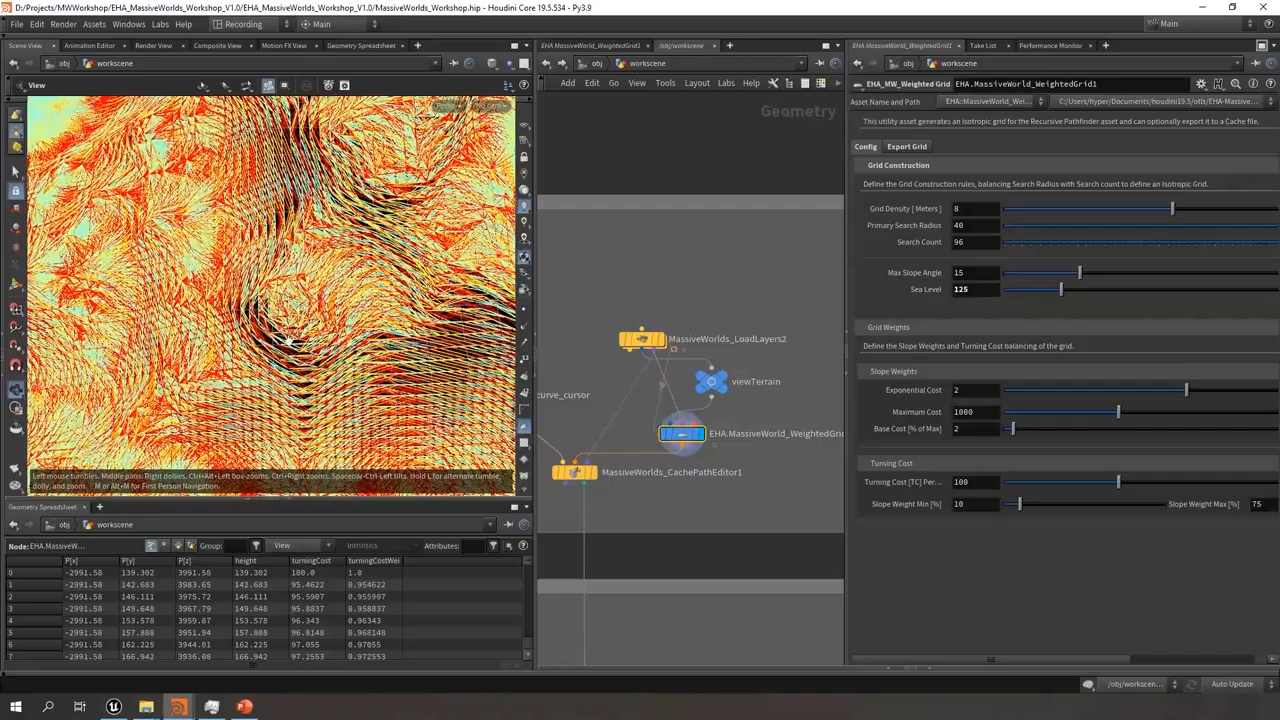 D:/Projects/MWWorkshop/EHA_MassiveWorlds_Workshop_V1.0/EHA_MassiveWorlds_Workshop_V1.0/MassiveWorlds_Workshop.hip - Houdini Core 19.5.534 - Py3.9
File Edit Render Assets Windows Labs Help Recording Main Main
Scene View Animation Editor Render View Composite View Motion FX View Geometry Spreadsheet
obj workscene
View
Left mouse tumbles. Middle pans. Right dollies. Ctrl+Alt+Left box-zooms. Ctrl+Right zooms. Spacebar-Ctrl-Left tilts. Hold L for alternate tumble,
dolly, and zoom. M or Alt+M for First Person Navigation.
Geometry Spreadsheet
obj workscene
Node: EHA.MassiveW... Group: View Intrinsics Attributes:
P[x] P[y] P[z] height turningCost turningCostWei
0 -2991.58 139.302 3991.58 139.302 100.0 1.0
1 -2991.58 142.683 3983.65 142.683 95.4622 0.954622
2 -2991.58 146.111 3975.72 146.111 95.5907 0.955907
3 -2991.58 149.648 3967.79 149.648 95.8837 0.958837
4 -2991.58 153.578 3959.87 153.578 96.343 0.96343
5 -2991.58 157.808 3951.94 157.808 96.8148 0.968148
6 -2991.58 162.225 3944.01 162.225 97.055 0.97055
7 -2991.58 166.942 3936.08 166.942 97.2553 0.972553
EHA.MassiveWorld_WeightedGrid1 /obj/workscene
obj workscene
Add Edit Go View Tools Layout Labs Help
Geometry
MassiveWorlds_LoadLayers2
viewTerrain
curve_cursor
EHA.MassiveWorld_WeightedGrid
MassiveWorlds_CachePathEditor1
EHA.MassiveWorld_WeightedGrid1 Take List Performance Monitor
obj workscene
EHA_MW_Weighted Grid EHA.MassiveWorld_WeightedGrid1
Asset Name and Path EHA::MassiveWorld_Wei... C:/Users/hyper/Documents/houdini19.5/otls/EHA-Massive...
This utility asset generates an isotropic grid for the Recursive Pathfinder asset and can optionally export it to a Cache file.
Config Export Grid
Grid Construction
Define the Grid Construction rules, balancing Search Radius with Search count to define an Isotropic Grid.
Grid Density [ Meters ] 8
Primary Search Radius 40
Search Count 96
Max Slope Angle 15
Sea Level 125
Grid Weights
Define the Slope Weights and Turning Cost balancing of the grid.
Slope Weights
Exponential Cost 2
Maximum Cost 1000
Base Cost [% of Max] 2
Turning Cost
Turning Cost [TC] Per... 100
Slope Weight Min [%] 10 Slope Weight Max [%] 75
/obj/workscen... Auto Update